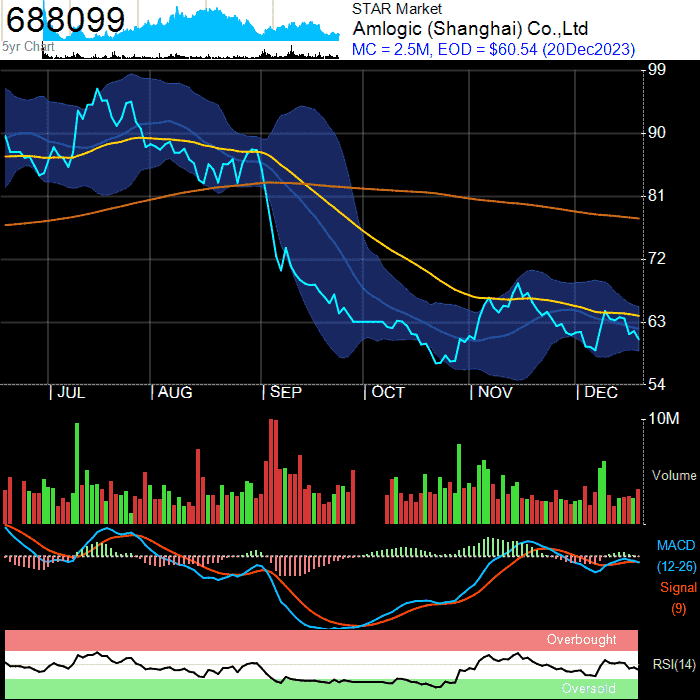 688099
5yr Chart
STAR Market
Amlogic (Shanghai) Co.,Ltd
MC = 2.5M, EOD = $60.54 (20Dec2023)
99
90
81
72
63
54
JUL AUG SEP OCT NOV DEC
10M
Volume
MACD
(12-26)
Signal
(9)
Overbought
RSI(14)
Oversold